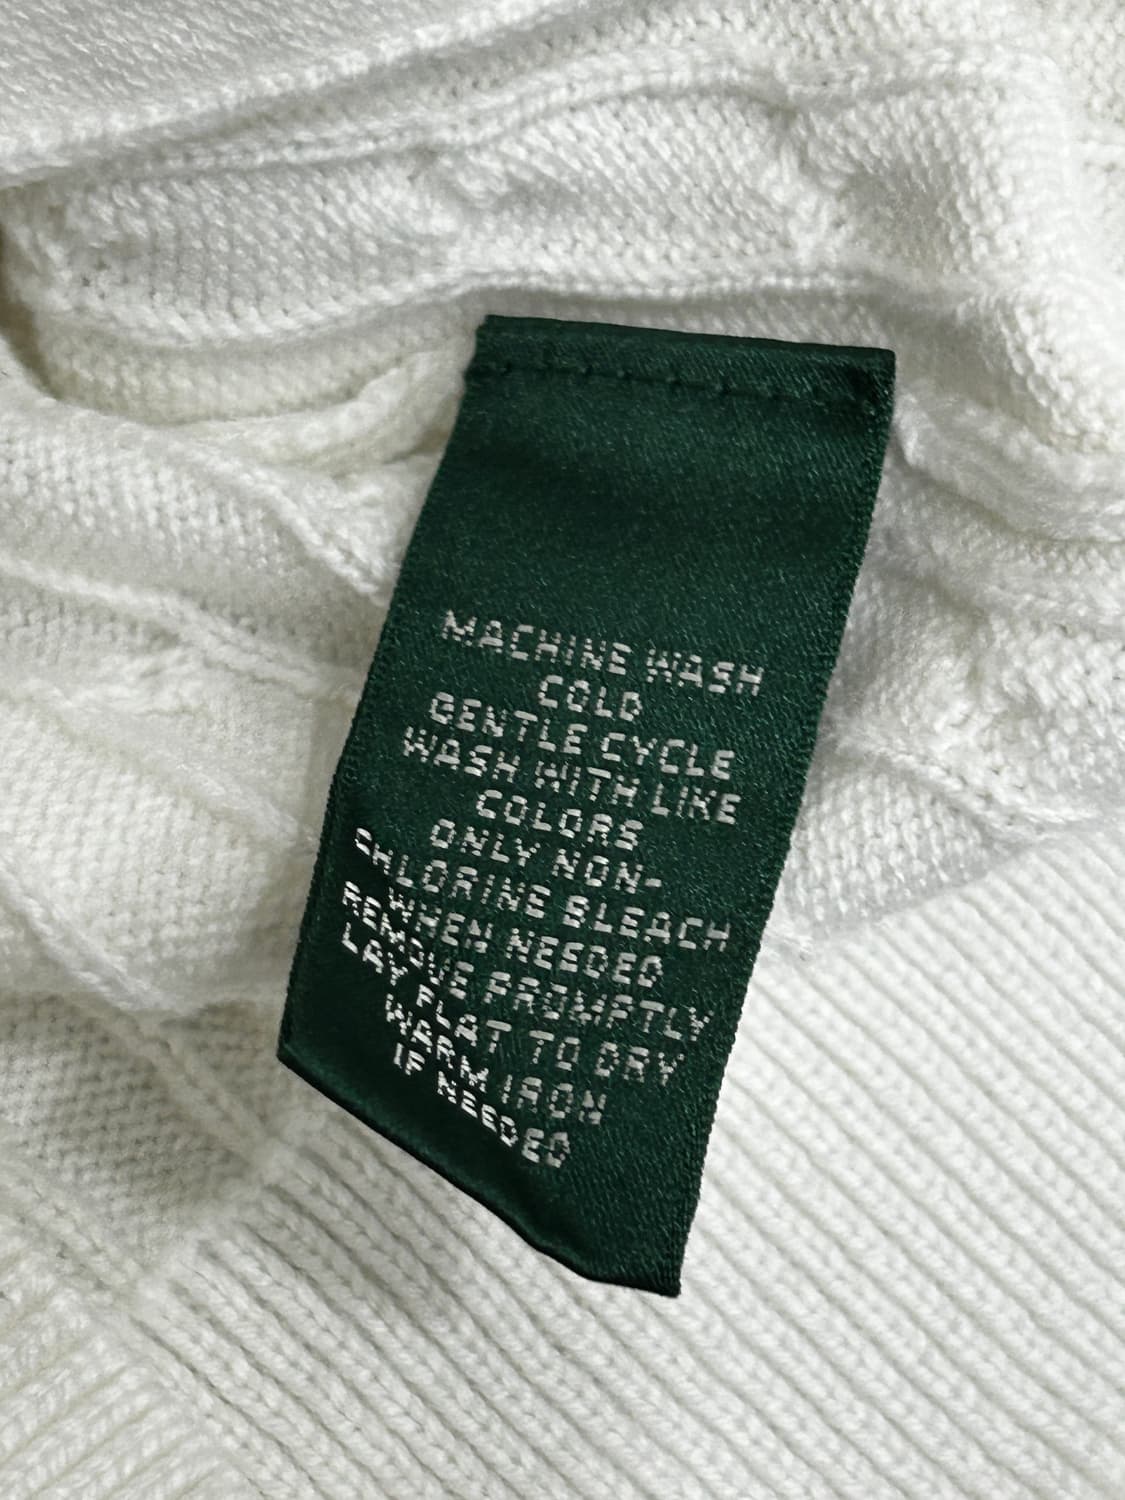 MACHINE WASH
COLD
GENTLE CYCLE
WASH WITH LIKE
COLORS
ONLY NON-
CHLORINE BLEACH
WHEN NEEDED
REMOVE PROMPTLY
LAY FLAT TO DRY
WARM IRON
IF NEEDED